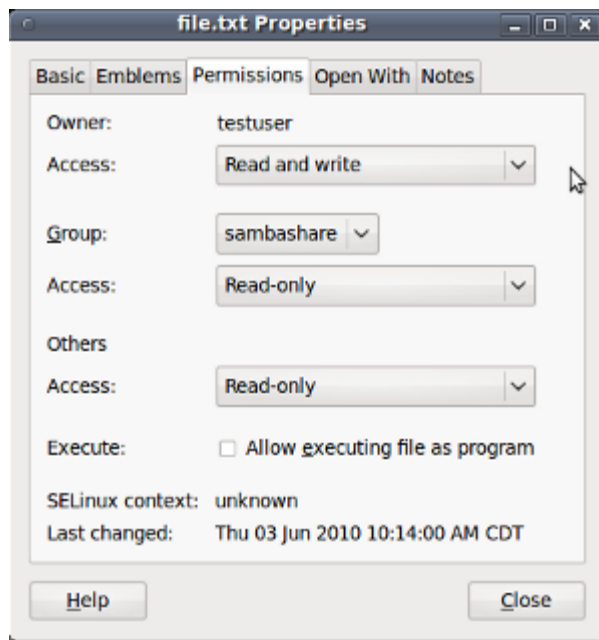 file.txt Properties
Basic Emblems Permissions Open With Notes
Owner: testuser
Access: Read and write
Group: sambashare
Access: Read-only
Others
Access: Read-only
Execute: Allow executing file as program
SELinux context: unknown
Last changed: Thu 03 Jun 2010 10:14:00 AM CDT
Help Close